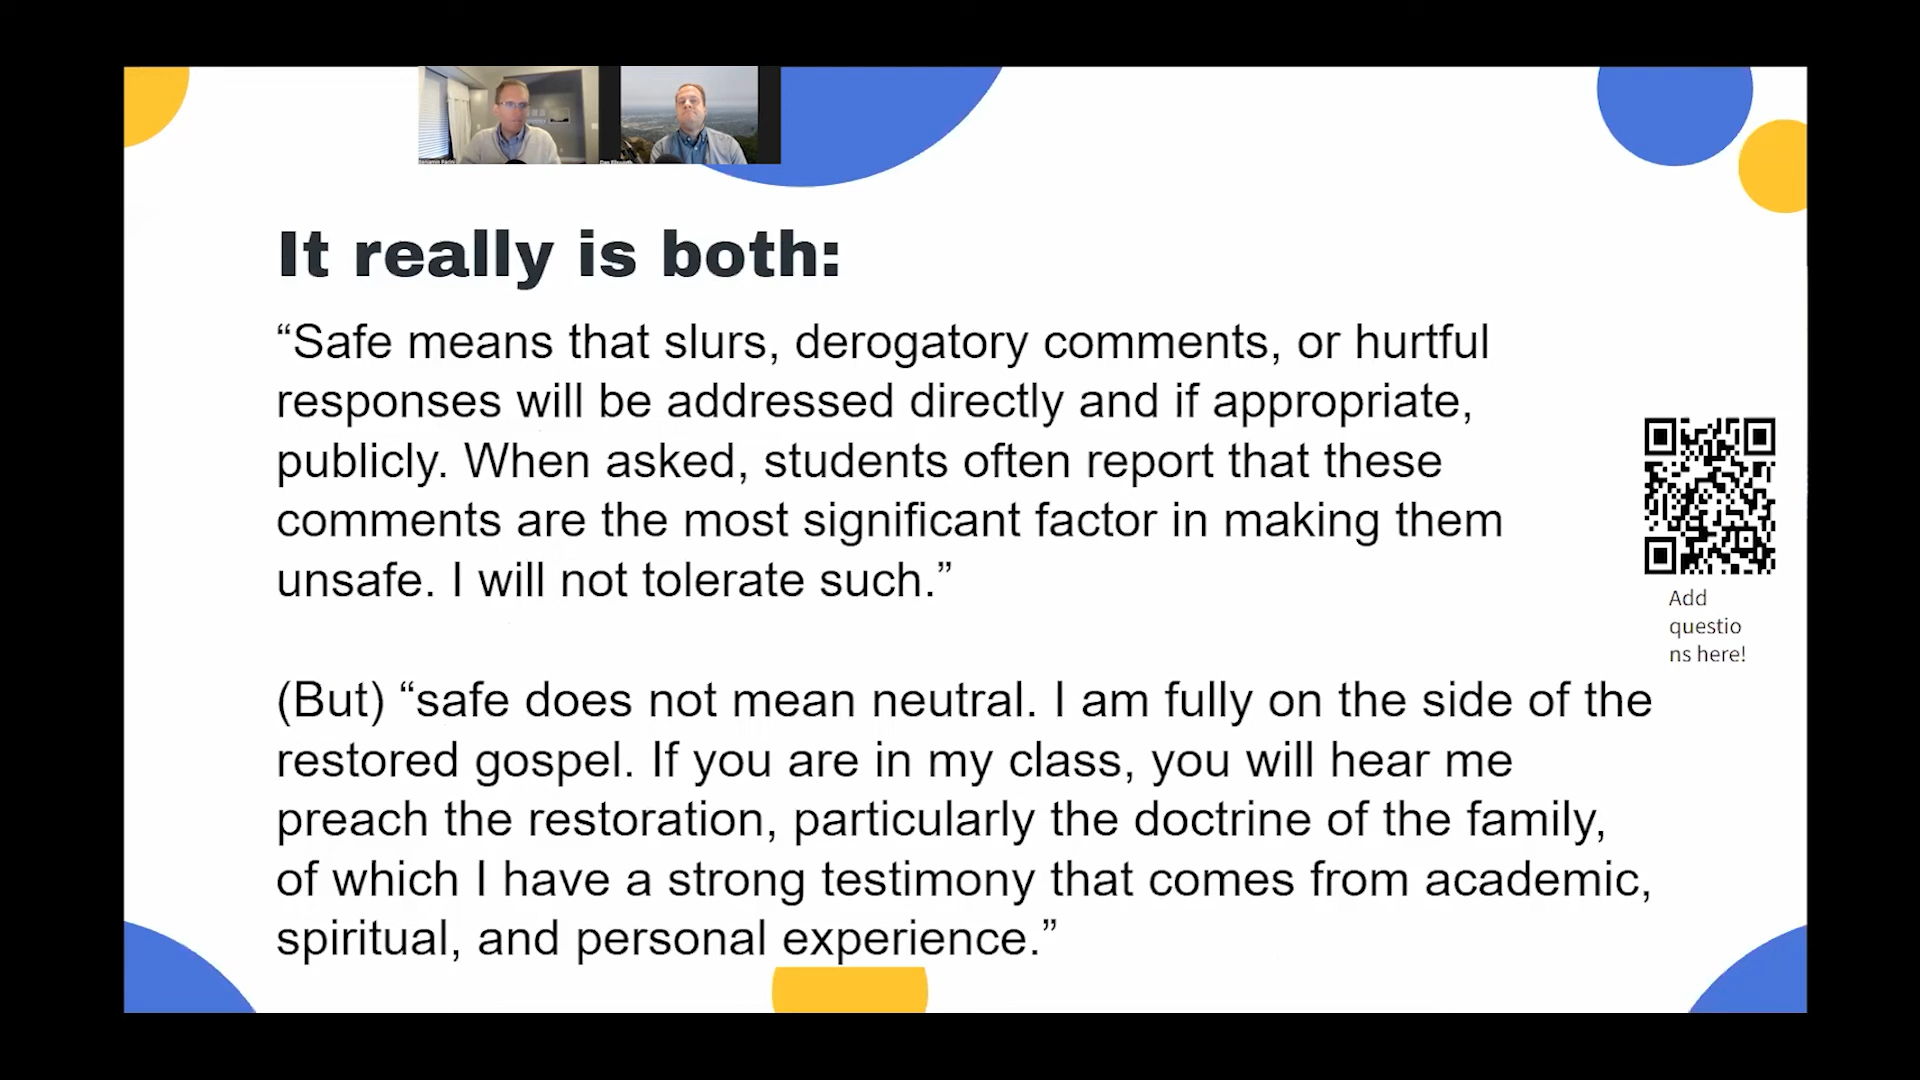 It really is both:
“Safe means that slurs, derogatory comments, or hurtful
responses will be addressed directly and if appropriate,
publicly. When asked, students often report that these
comments are the most significant factor in making them
unsafe. I will not tolerate such.”
(But) “safe does not mean neutral. I am fully on the side of the
restored gospel. If you are in my class, you will hear me
preach the restoration, particularly the doctrine of the family,
of which I have a strong testimony that comes from academic,
spiritual, and personal experience.”
Add
questio
ns here!